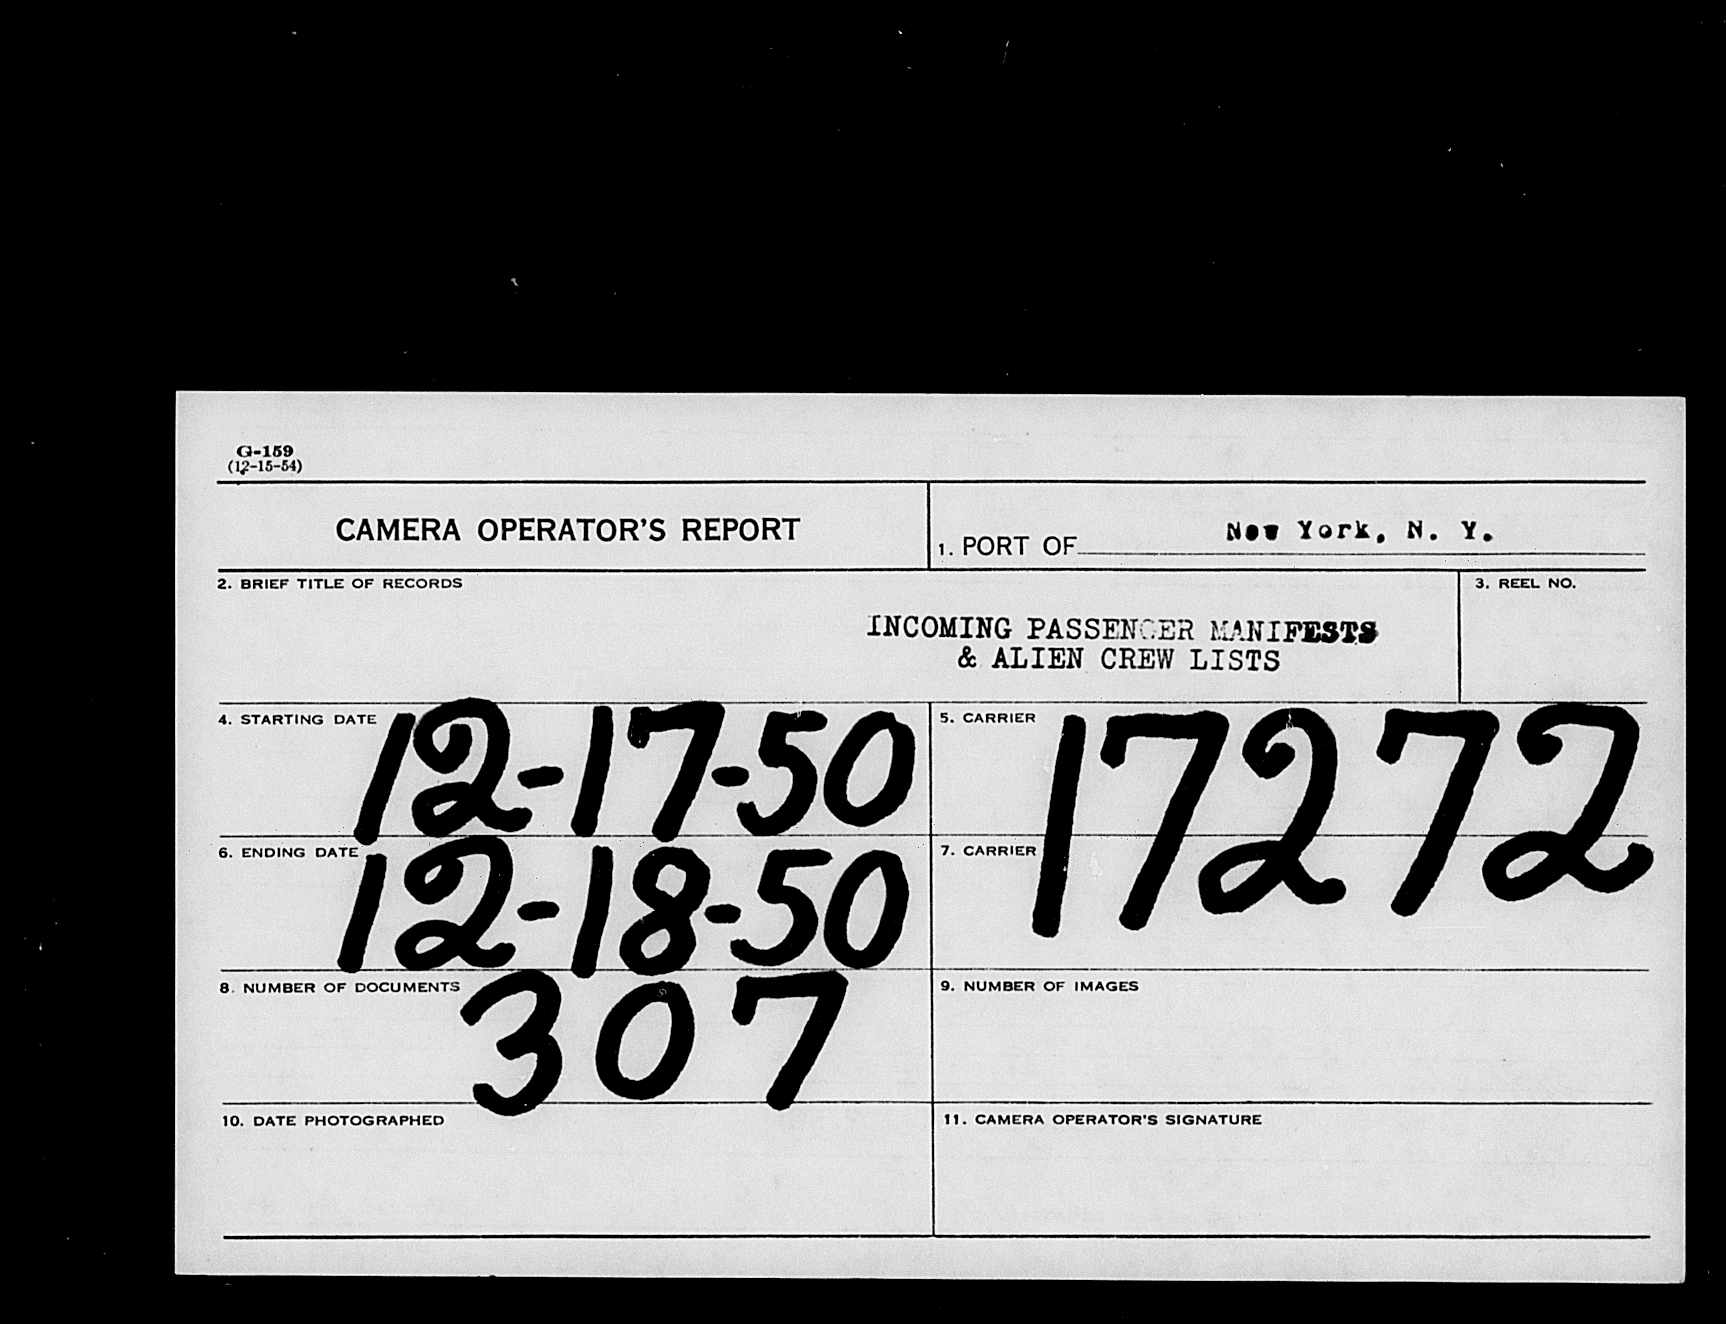 G-159
(12-15-54)
CAMERA OPERATOR'S REPORT
1. PORT OF New York, N. Y.
2. BRIEF TITLE OF RECORDS
3. REEL NO.
INCOMING PASSENGER MANIFESTS
& ALIEN CREW LISTS
4. STARTING DATE 12-17-50
5. CARRIER 17272
6. ENDING DATE 12-18-50
7. CARRIER
8. NUMBER OF DOCUMENTS 307
9. NUMBER OF IMAGES
10. DATE PHOTOGRAPHED
11. CAMERA OPERATOR'S SIGNATURE